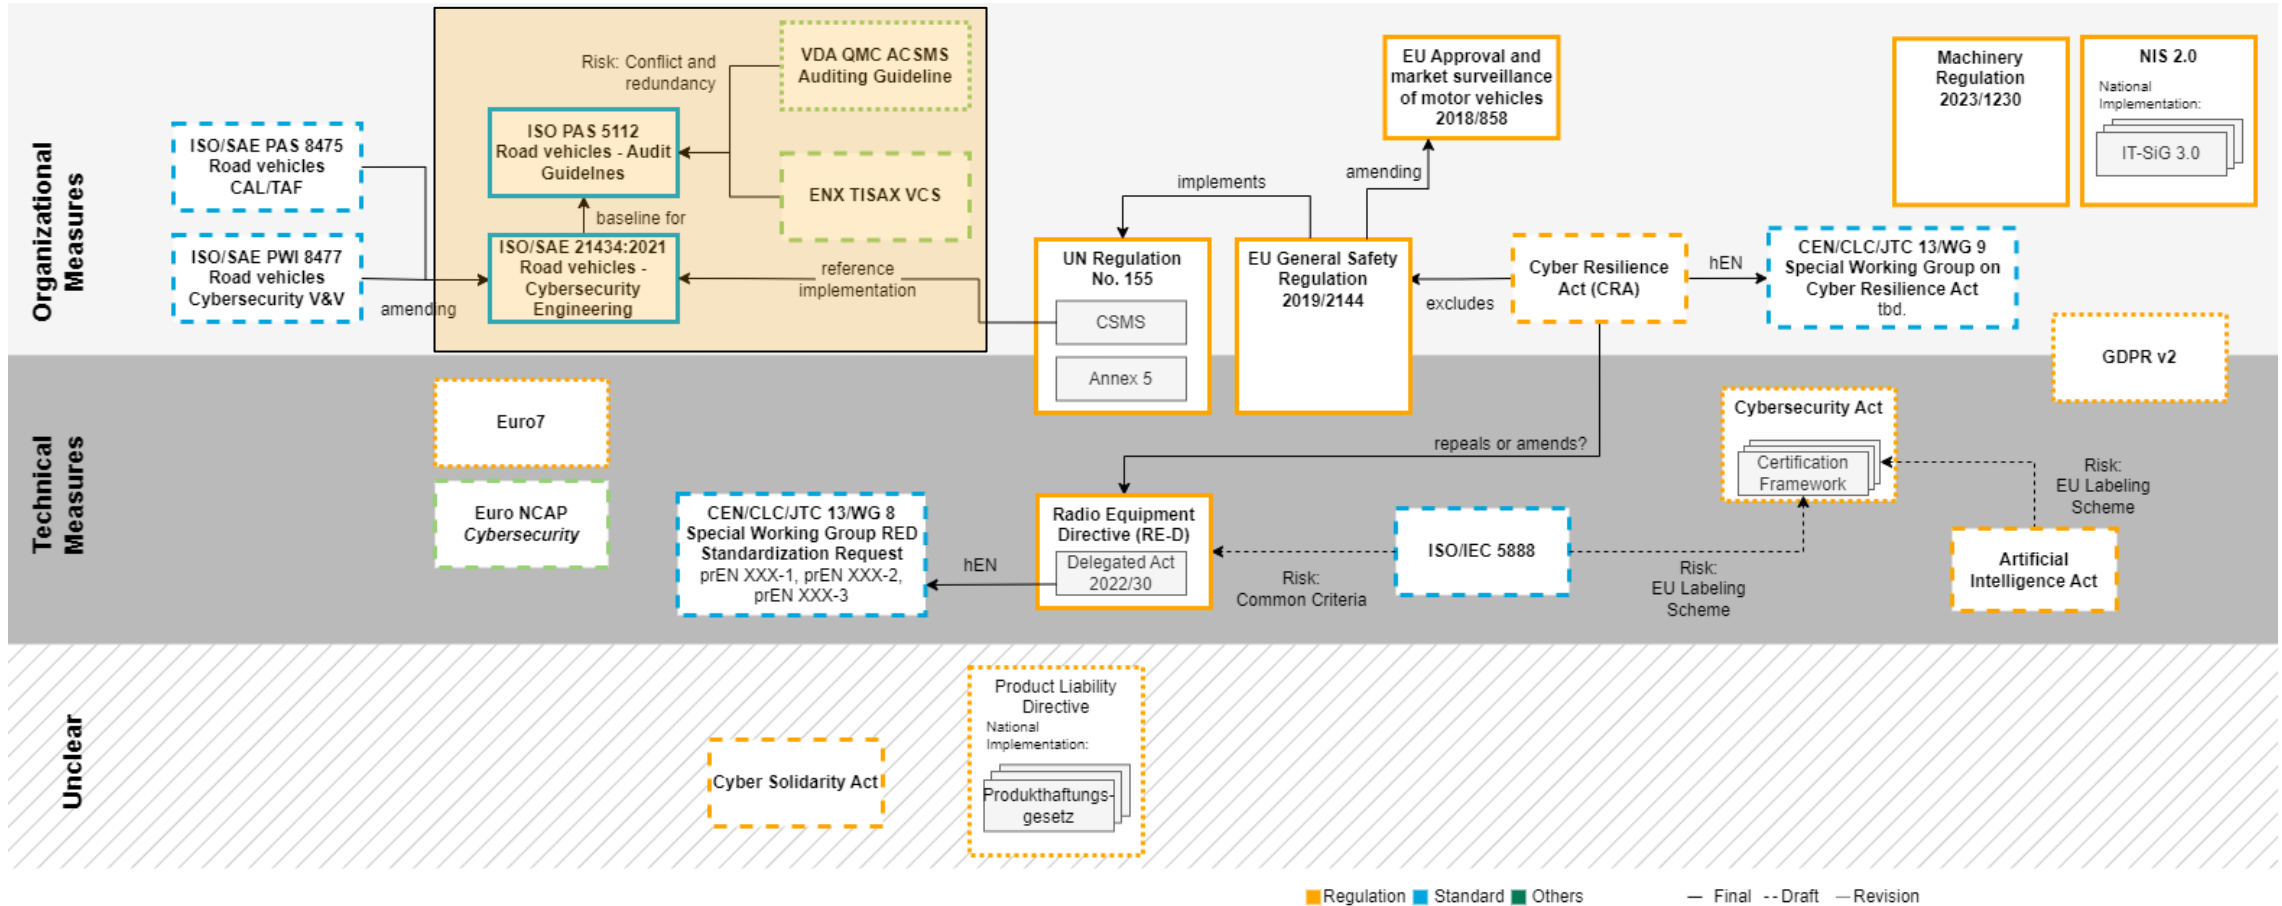 Organizational
Measures
ISO/SAE PAS 8475
Road vehicles
CAL/TAF
ISO/SAE PWI 8477
Road vehicles
Cybersecurity V&V
amending
Risk: Conflict and
redundancy
VDA QMC ACSMS
Auditing Guideline
ISO PAS 5112
Road vehicles - Audit
Guidelnes
ENX TISAX VCS
baseline for
ISO/SAE 21434:2021
Road vehicles -
Cybersecurity
Engineering
reference
implementation
UN Regulation
No. 155
CSMS
Annex 5
implements
EU General Safety
Regulation
2019/2144
amending
EU Approval and
market surveillance
of motor vehicles
2018/858
excludes
Cyber Resilience
Act (CRA)
hEN
CEN/CLC/JTC 13/WG 9
Special Working Group on
Cyber Resilience Act
tbd.
Machinery
Regulation
2023/1230
NIS 2.0
National
Implementation:
IT-SiG 3.0
GDPR v2
Technical
Measures
Euro7
Euro NCAP
Cybersecurity
CEN/CLC/JTC 13/WG 8
Special Working Group RED
Standardization Request
prEN XXX-1, prEN XXX-2,
prEN XXX-3
hEN
repeals or amends?
Radio Equipment
Directive (RE-D)
Delegated Act
2022/30
Risk:
Common Criteria
ISO/IEC 5888
Risk:
EU Labeling
Scheme
Cybersecurity Act
Certification
Framework
Risk:
EU Labeling
Scheme
Artificial
Intelligence Act
Unclear
Cyber Solidarity Act
Product Liability
Directive
National
Implementation:
Produkthaftungs-
gesetz
Regulation Standard Others Final Draft Revision